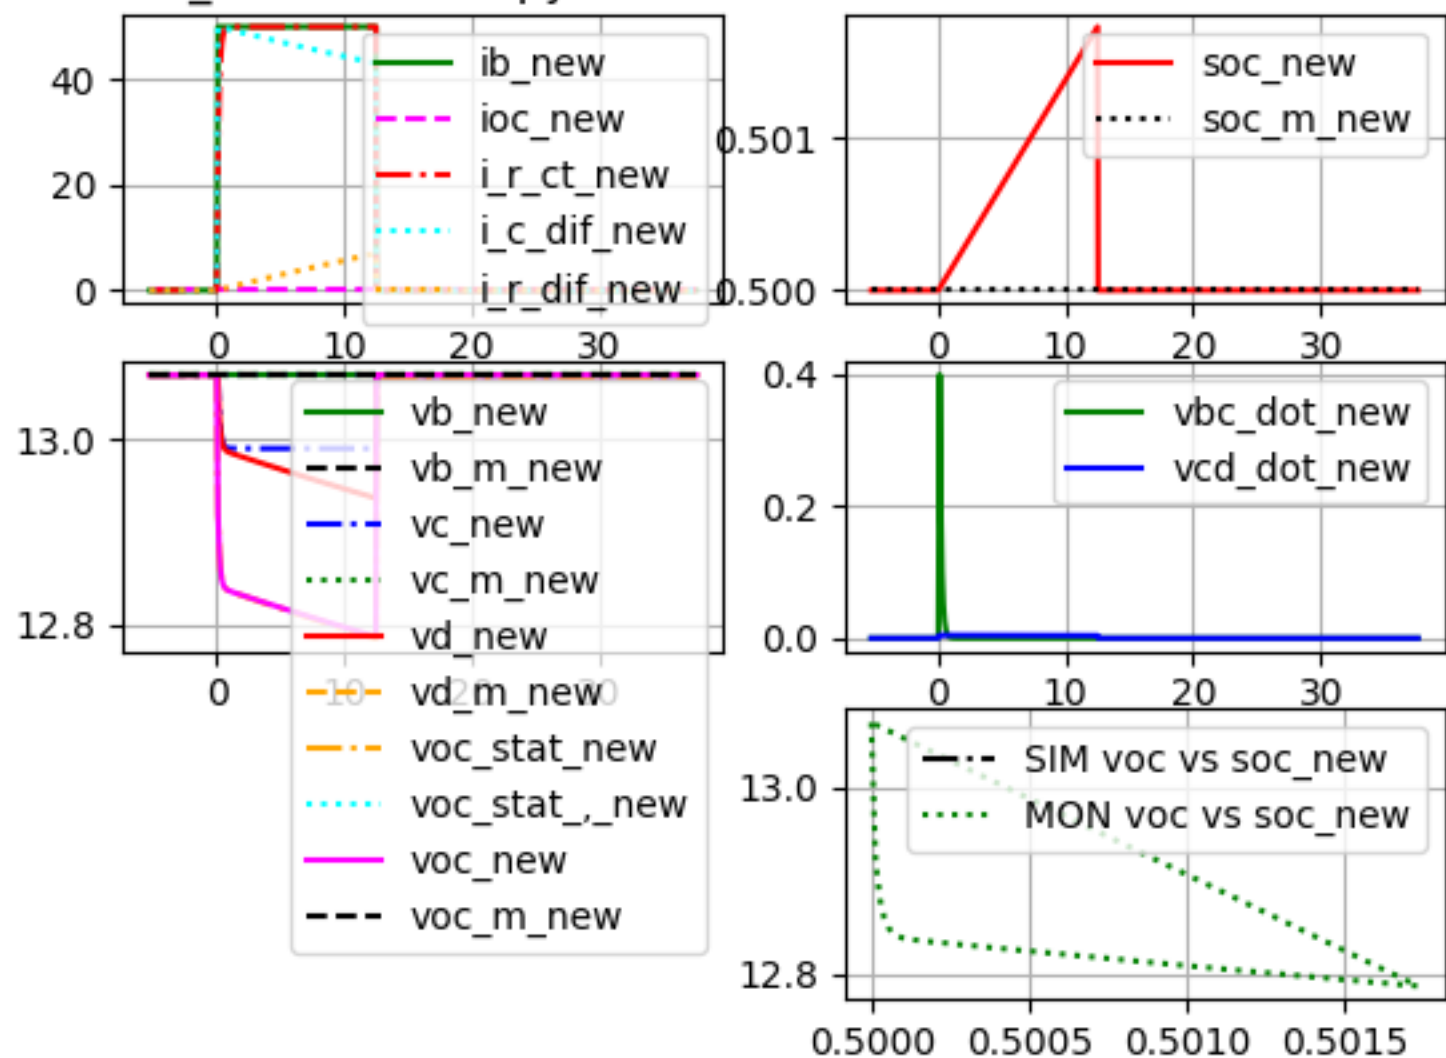 40
20
0
0 10 20 30
ib_new
ioc_new
i_r_ct_new
i_c_dif_new
i_r_dif_new
0.501
0.500
0 10 20 30
soc_new
soc_m_new
13.0
12.8
0 10 20 30
vb_new
vb_m_new
vc_new
vc_m_new
vd_new
vd_m_new
voc_stat_new
voc_stat_,_new
voc_new
voc_m_new
0.4
0.2
0.0
0 10 20 30
vbc_dot_new
vcd_dot_new
13.0
12.8
0.5000 0.5005 0.5010 0.5015
SIM voc vs soc_new
MON voc vs soc_new